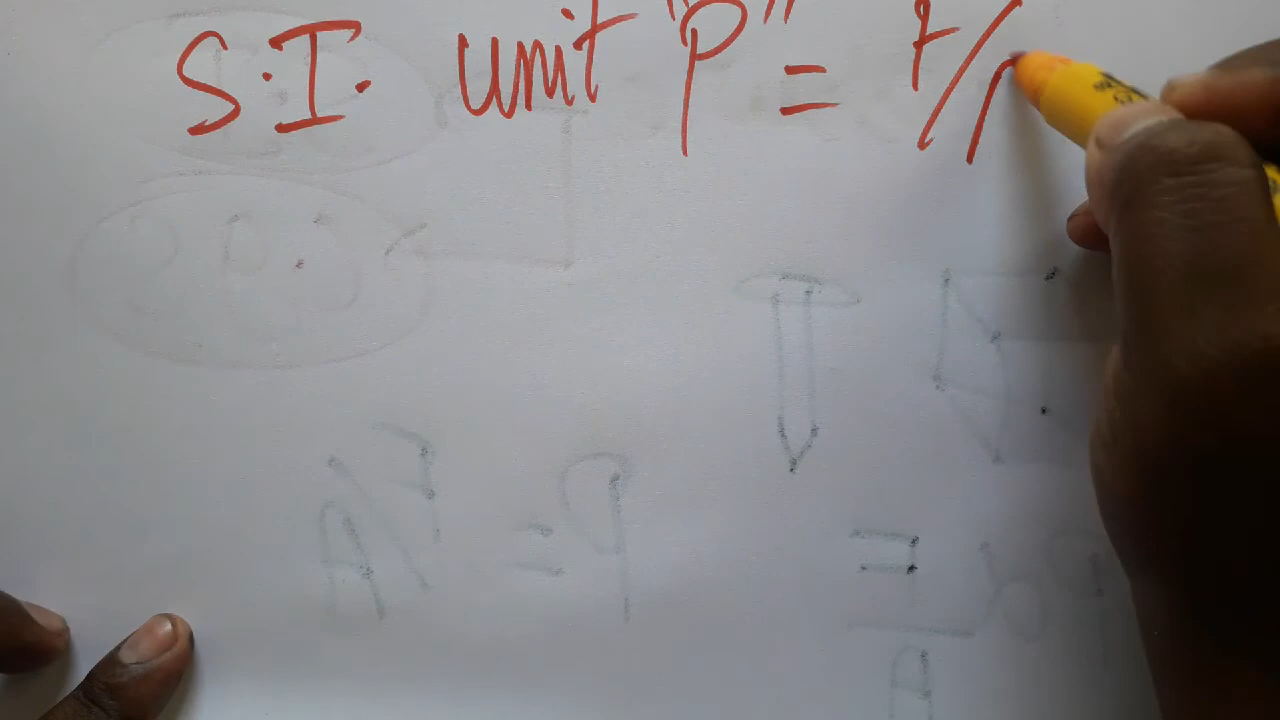 S.I. unit "P" = F/